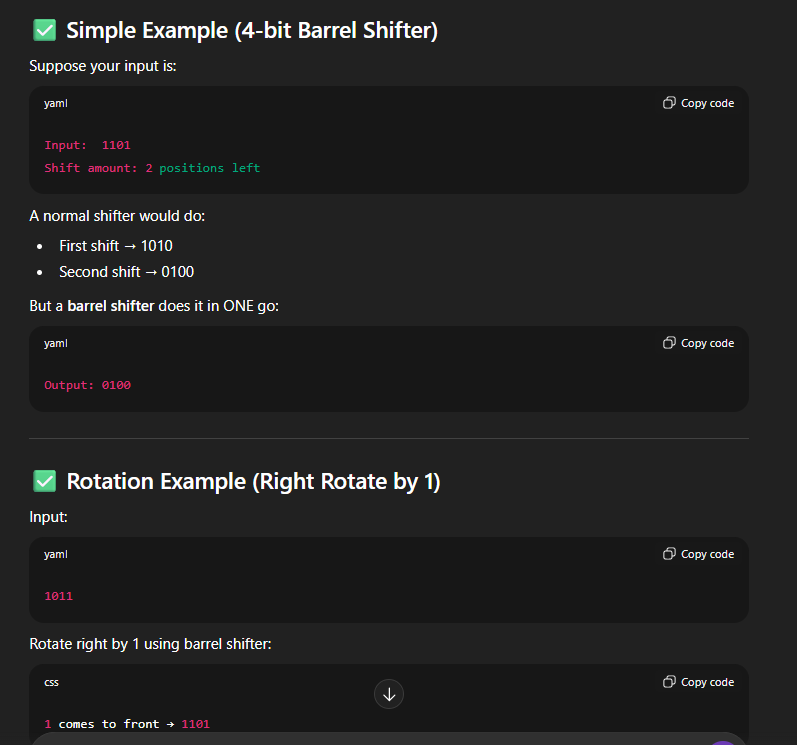 ✅ Simple Example (4-bit Barrel Shifter)
Suppose your input is:
yaml Copy code
Input:  1101
Shift amount: 2 positions left
A normal shifter would do:
• First shift → 1010
• Second shift → 0100
But a barrel shifter does it in ONE go:
yaml Copy code
Output: 0100
✅ Rotation Example (Right Rotate by 1)
Input:
yaml Copy code
1011
Rotate right by 1 using barrel shifter:
css Copy code
1 comes to front → 1101